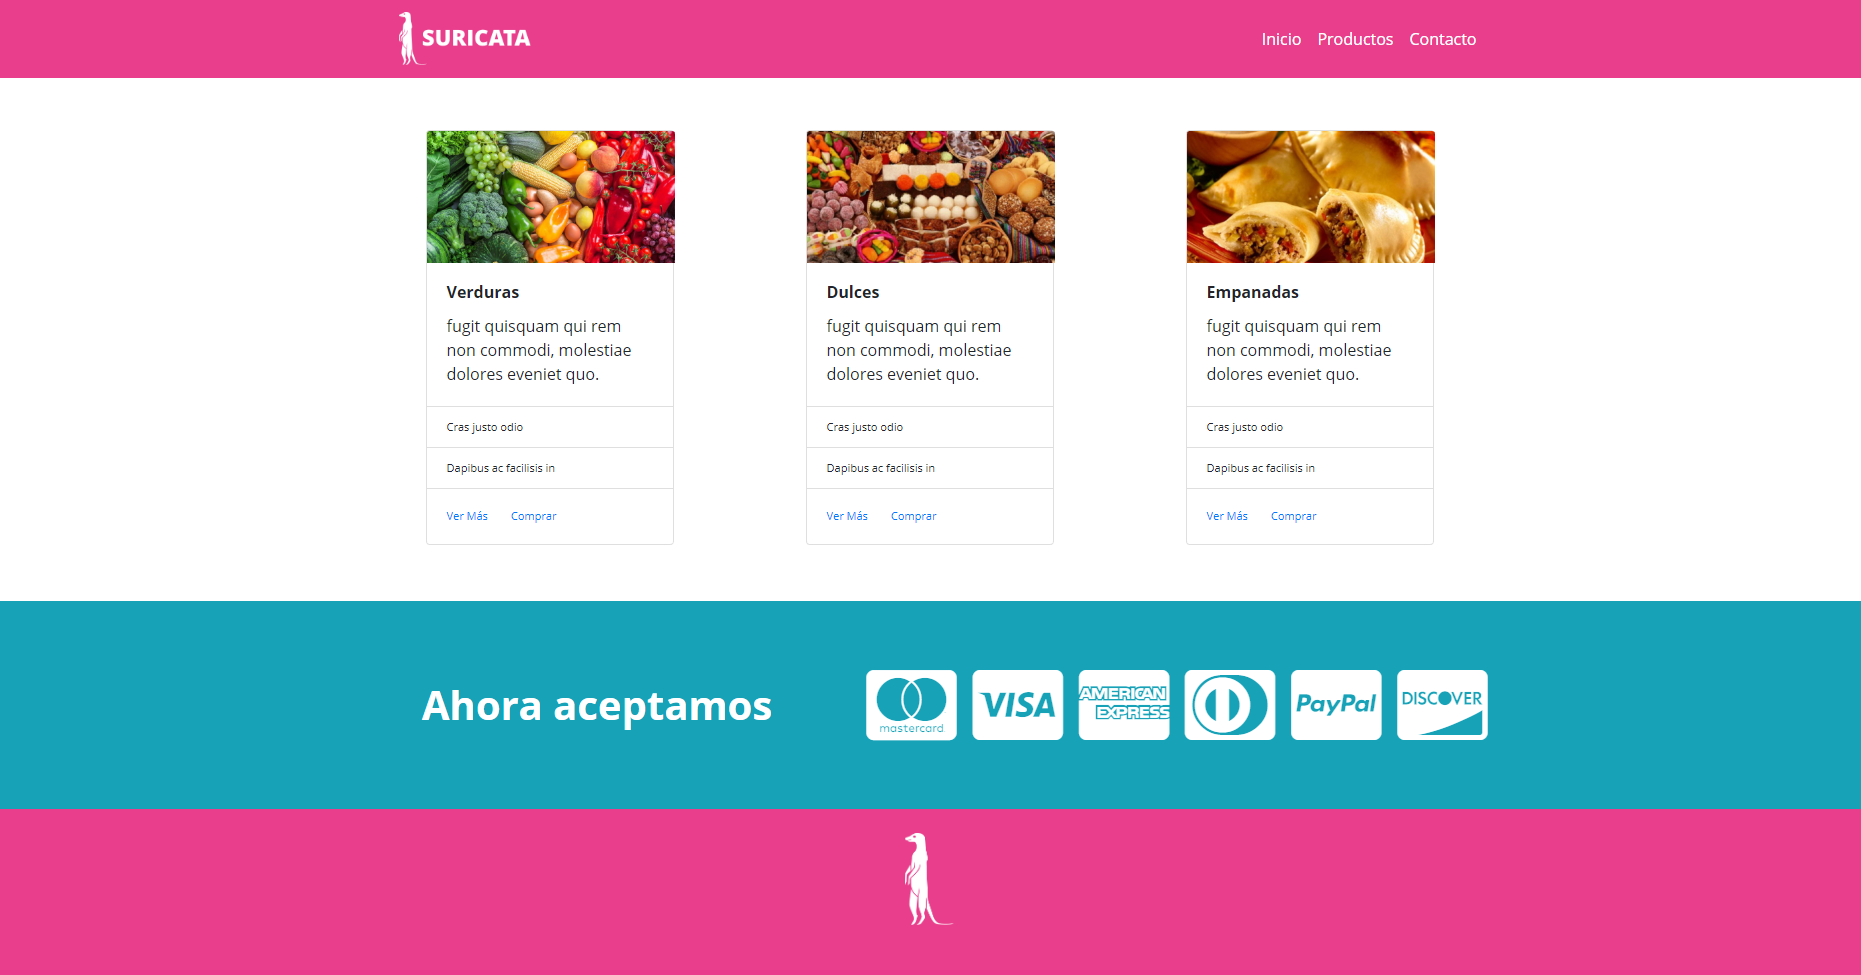 SURICATA
Inicio Productos Contacto
Verduras
fugit quisquam qui rem
non commodi, molestiae
dolores eveniet quo.
Cras justo odio
Dapibus ac facilisis in
Ver Más Comprar
Dulces
fugit quisquam qui rem
non commodi, molestiae
dolores eveniet quo.
Cras justo odio
Dapibus ac facilisis in
Ver Más Comprar
Empanadas
fugit quisquam qui rem
non commodi, molestiae
dolores eveniet quo.
Cras justo odio
Dapibus ac facilisis in
Ver Más Comprar
Ahora aceptamos
mastercard
VISA
AMERICAN
EXPRESS
PayPal
DISCOVER